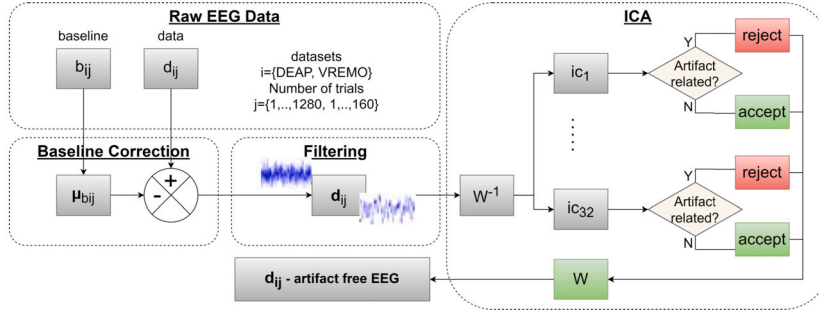 Raw EEG Data
baseline
data
b_ij
d_ij
datasets
i={DEAP, VREMO}
Number of trials
j={1,..,1280, 1,..,160}
Baseline Correction
μ_bij
+
-
Filtering
d_ij
ICA
W^-1
ic_1
Artifact
related?
Y
reject
N
accept
ic_32
Artifact
related?
Y
reject
N
accept
W
d_ij - artifact free EEG